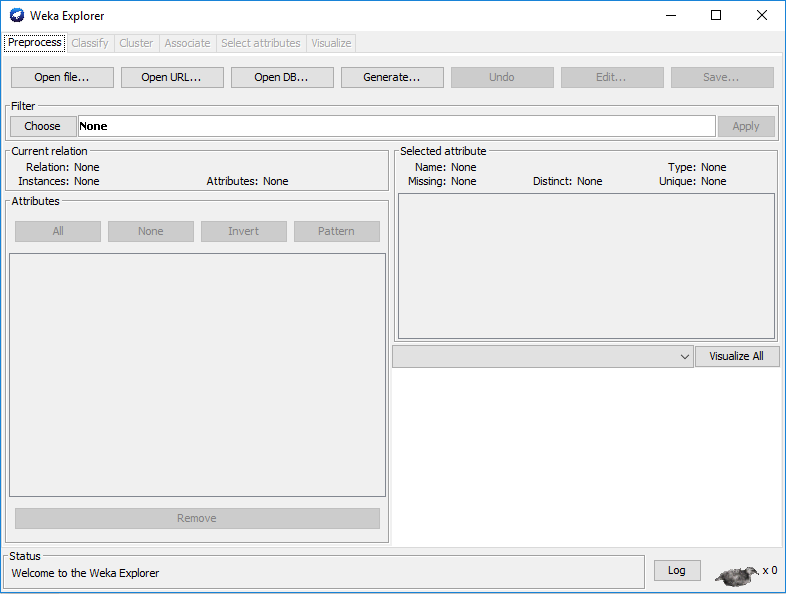 Weka Explorer
Preprocess Classify Cluster Associate Select attributes Visualize
Open file... Open URL... Open DB... Generate... Undo Edit... Save...
Filter
Choose None Apply
Current relation
Relation: None
Instances: None Attributes: None
Attributes
All None Invert Pattern
Remove
Selected attribute
Name: None Type: None
Missing: None Distinct: None Unique: None
Visualize All
Status
Welcome to the Weka Explorer
Log x 0